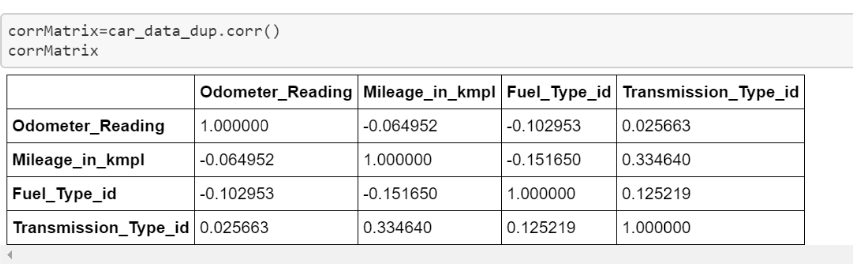 corrMatrix=car_data_dup.corr()
corrMatrix
Odometer_Reading Mileage_in_kmpl Fuel_Type_id Transmission_Type_id
Odometer_Reading 1.000000 -0.064952 -0.102953 0.025663
Mileage_in_kmpl -0.064952 1.000000 -0.151650 0.334640
Fuel_Type_id -0.102953 -0.151650 1.000000 0.125219
Transmission_Type_id 0.025663 0.334640 0.125219 1.000000